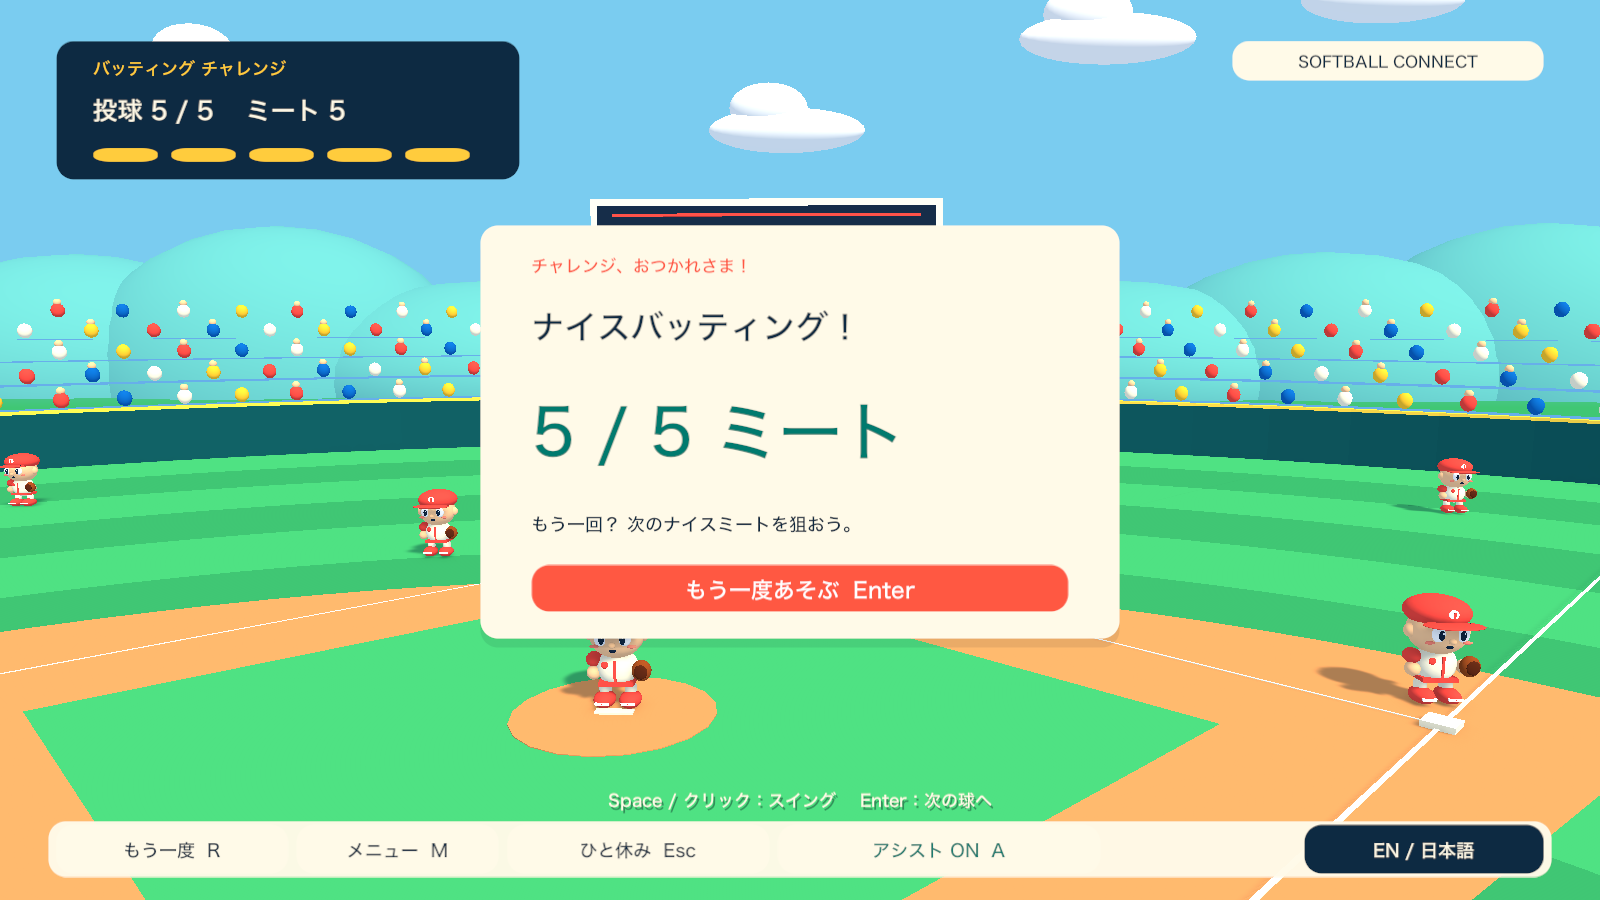 バッティング チャレンジ
投球 5 / 5 ミート 5
SOFTBALL CONNECT
チャレンジ、おつかれさま！
ナイスバッティング！
5 / 5 ミート
もう一回？ 次のナイスミートを狙おう。
もう一度あそぶ Enter
Space / クリック：スイング Enter：次の球へ
もう一度 R メニュー M ひと休み Esc アシスト ON A EN / 日本語